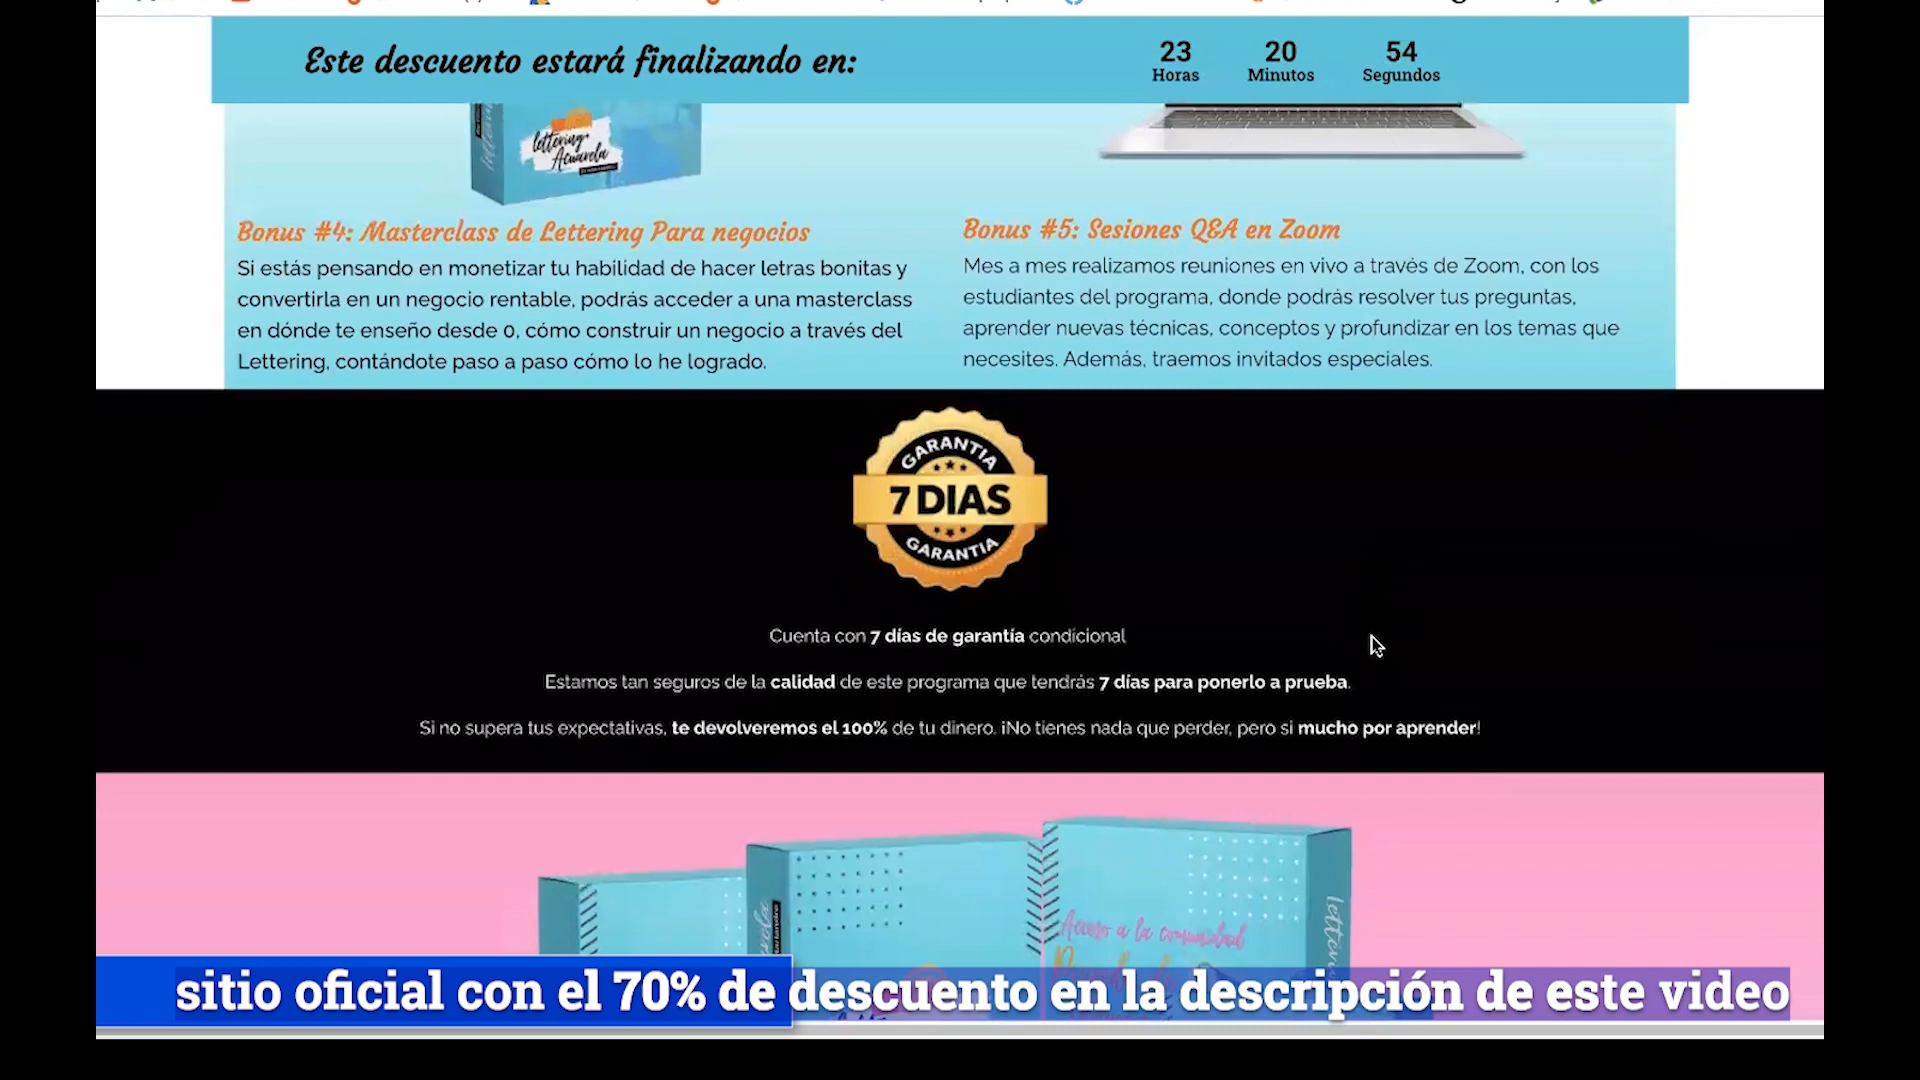 Este descuento estará finalizando en:
23 20 54
Horas Minutos Segundos
lettering
Acuarela
Bonus #4: Masterclass de Lettering Para negocios
Si estás pensando en monetizar tu habilidad de hacer letras bonitas y
convertirla en un negocio rentable, podrás acceder a una masterclass
en dónde te enseño desde 0, cómo construir un negocio a través del
Lettering, contándote paso a paso cómo lo he logrado.
Bonus #5: Sesiones Q&A en Zoom
Mes a mes realizamos reuniones en vivo a través de Zoom, con los
estudiantes del programa, donde podrás resolver tus preguntas,
aprender nuevas técnicas, conceptos y profundizar en los temas que
necesites. Además, traemos invitados especiales.
GARANTIA
7 DIAS
GARANTIA
Cuenta con 7 días de garantía condicional
Estamos tan seguros de la calidad de este programa que tendrás 7 días para ponerlo a prueba.
Si no supera tus expectativas, te devolveremos el 100% de tu dinero. ¡No tienes nada que perder, pero si mucho por aprender!
Acceso a la comunidad
sitio oficial con el 70% de descuento en la descripción de este video